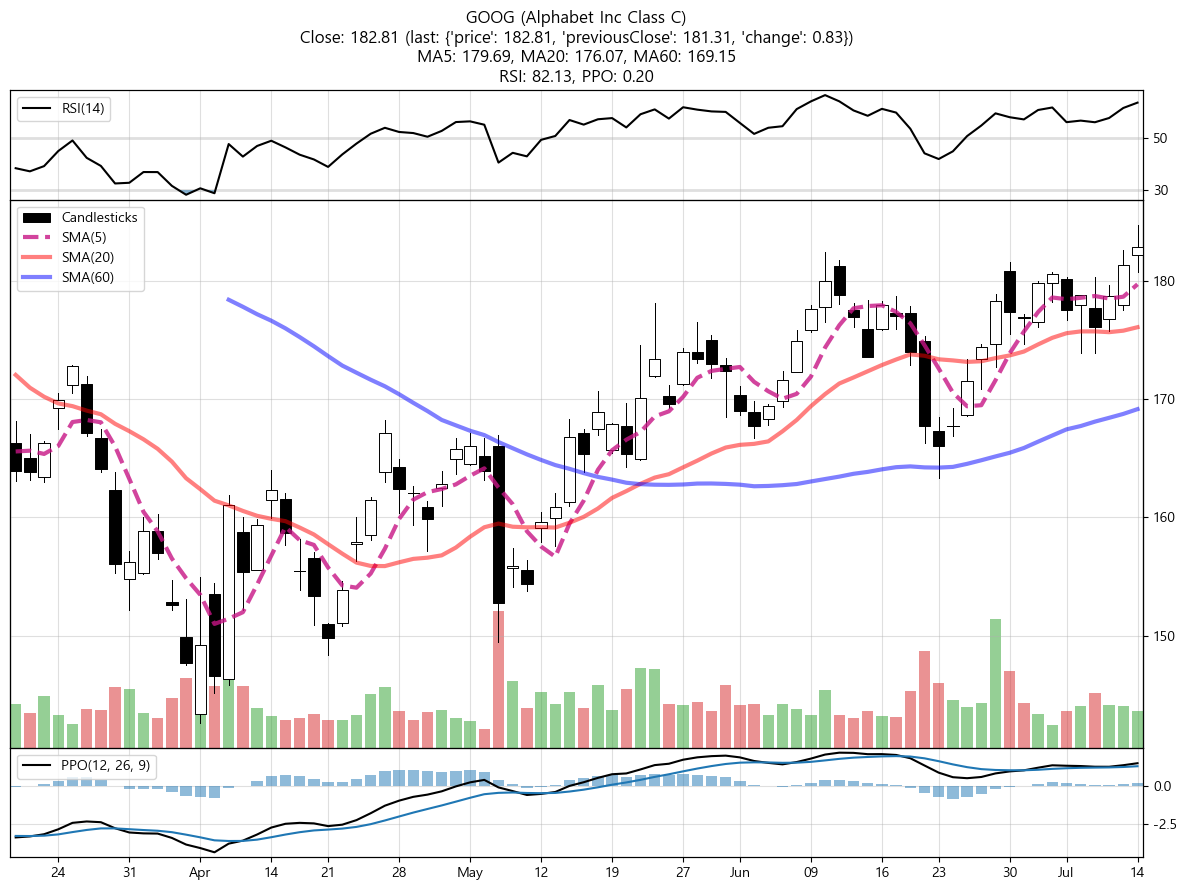 GOOG (Alphabet Inc Class C)
Close: 182.81 (last: {'price': 182.81, 'previousClose': 181.31, 'change': 0.83})
MA5: 179.69, MA20: 176.07, MA60: 169.15
RSI: 82.13, PPO: 0.20
RSI(14)
50
30
Candlesticks
SMA(5)
SMA(20)
SMA(60)
180
170
160
150
PPO(12, 26, 9)
0.0
-2.5
24 31 Apr 14 21 28 May 12 19 27 Jun 09 16 23 30 Jul 14